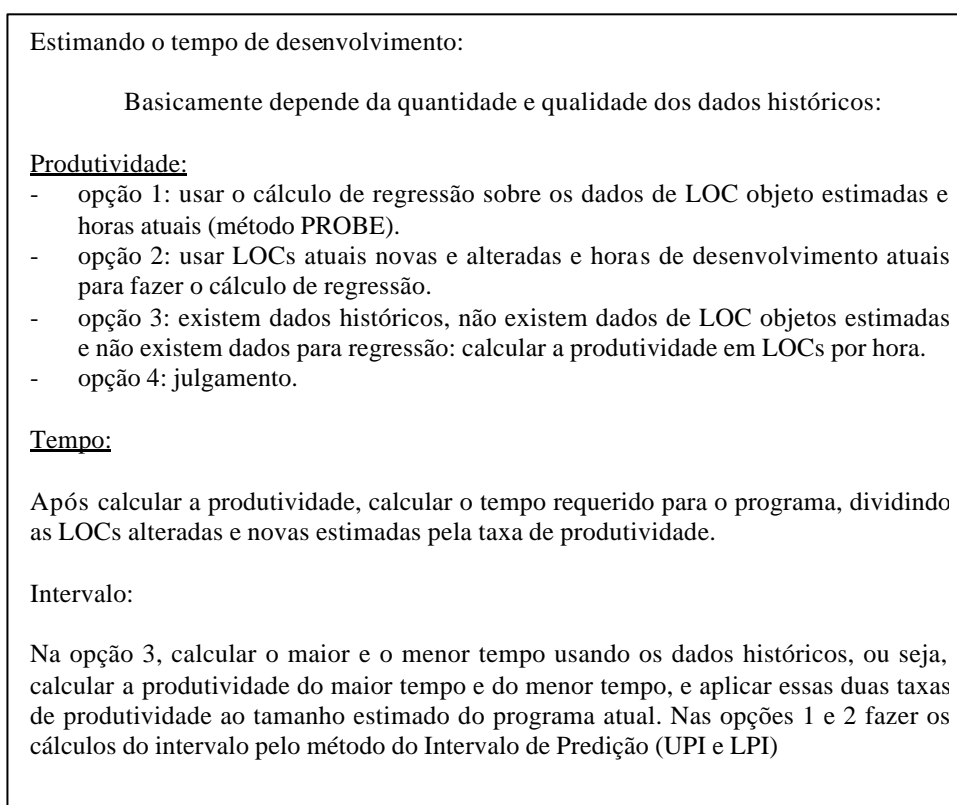 Estimando o tempo de desenvolvimento:
Basicamente depende da quantidade e qualidade dos dados históricos:
Produtividade:
- opção 1: usar o cálculo de regressão sobre os dados de LOC objeto estimadas e
horas atuais (método PROBE).
- opção 2: usar LOCs atuais novas e alteradas e horas de desenvolvimento atuais
para fazer o cálculo de regressão.
- opção 3: existem dados históricos, não existem dados de LOC objetos estimadas
e não existem dados para regressão: calcular a produtividade em LOCs por hora.
- opção 4: julgamento.
Tempo:
Após calcular a produtividade, calcular o tempo requerido para o programa, dividindo
as LOCs alteradas e novas estimadas pela taxa de produtividade.
Intervalo:
Na opção 3, calcular o maior e o menor tempo usando os dados históricos, ou seja,
calcular a produtividade do maior tempo e do menor tempo, e aplicar essas duas taxas
de produtividade ao tamanho estimado do programa atual. Nas opções 1 e 2 fazer os
cálculos do intervalo pelo método do Intervalo de Predição (UPI e LPI)